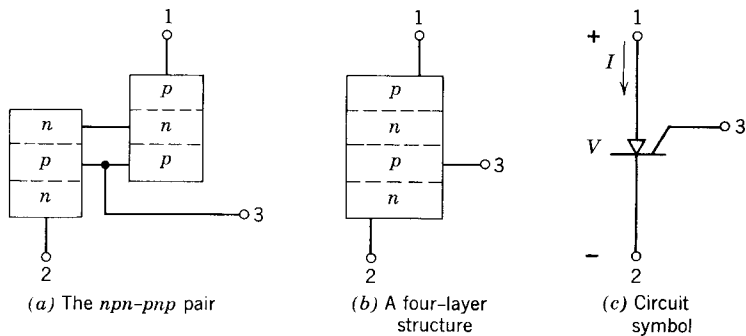 1
p
n
p
n
p
n
3
2
(a) The npn-pnp pair
1
p
n
p
n
3
2
(b) A four-layer
structure
1
+
I
3
V
-
2
(c) Circuit
symbol